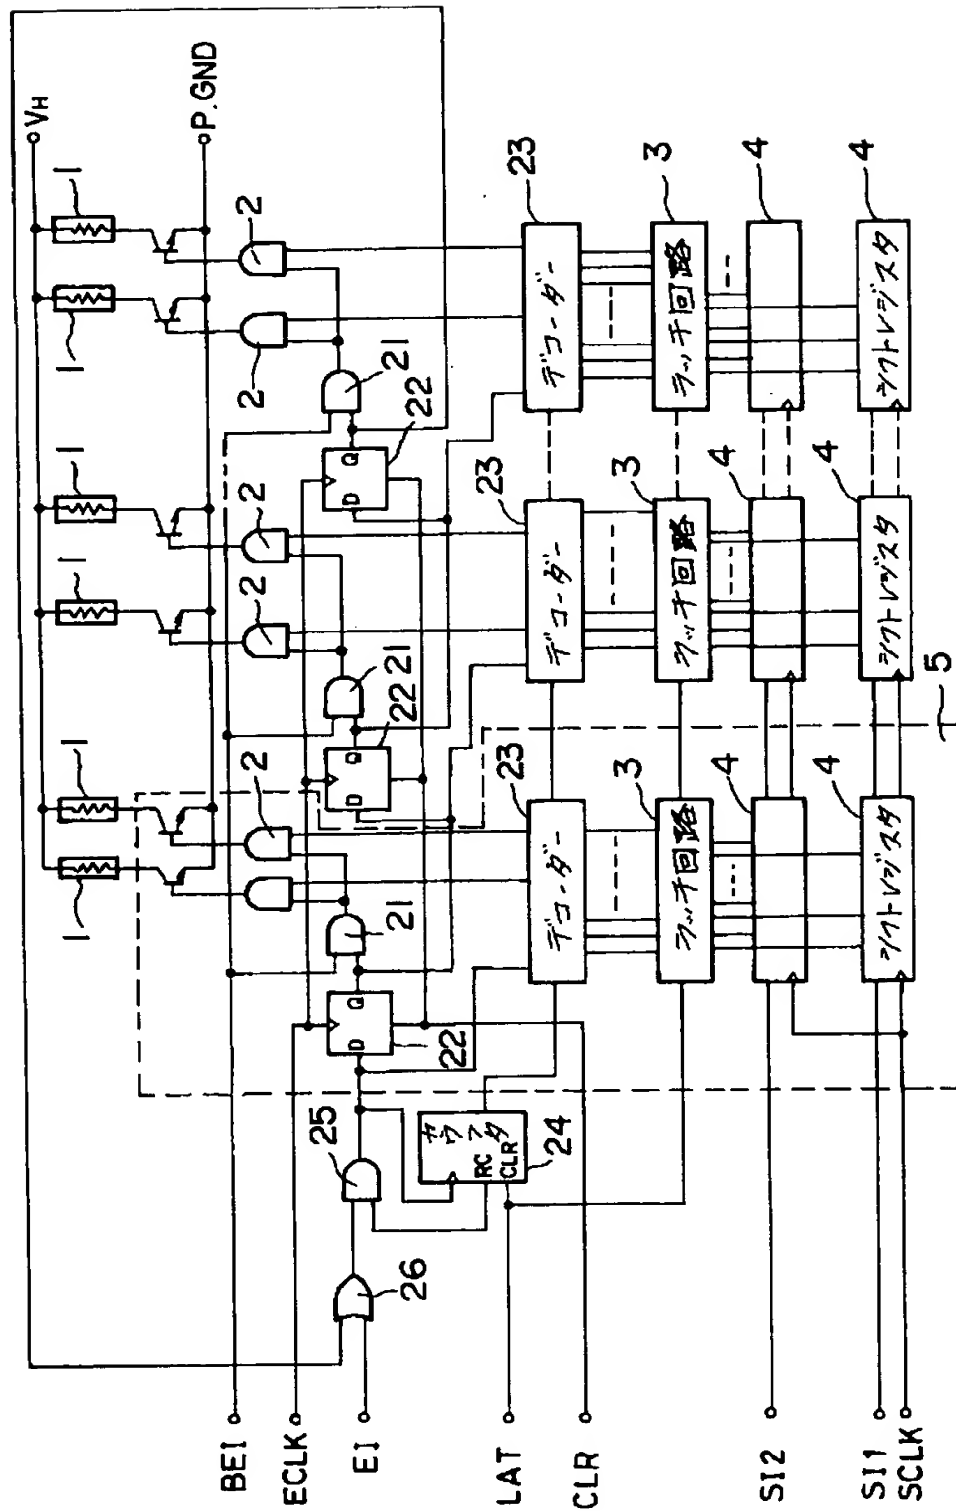 VH
1
1
1
1
1
1
P.GND
BEI
2
2
2
2
2
ECLK
25
21
21
21
D Q
D Q
D Q
EI
26
22
22
22
カウンタ
RC
CLR
24
LAT
23
23
23
CLR
デコーダー
デコーダー
デコーダー
3
3
3
ラッチ回路
ラッチ回路
ラッチ回路
4
4
4
SI2
4
4
4
SI1
シフトレジスタ
シフトレジスタ
シフトレジスタ
SCLK
5